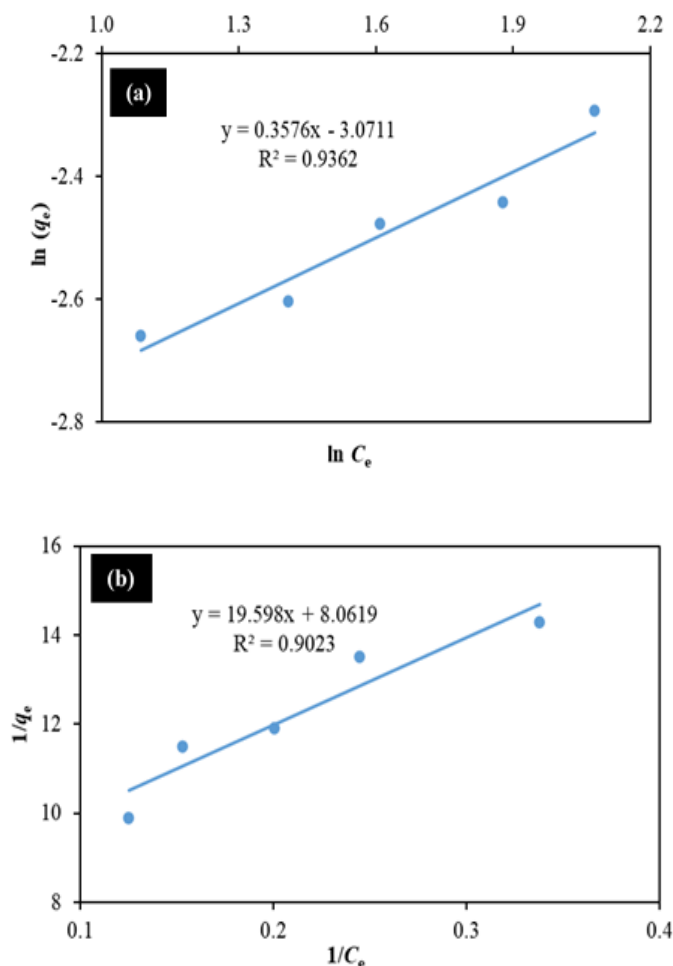 1.0 1.3 1.6 1.9 2.2
-2.2
(a)
y = 0.3576x - 3.0711
R² = 0.9362
-2.4
ln (qₑ)
-2.6
-2.8
ln Cₑ
16
(b)
y = 19.598x + 8.0619
R² = 0.9023
14
1/qₑ
12
10
8
0.1 0.2 0.3 0.4
1/Cₑ